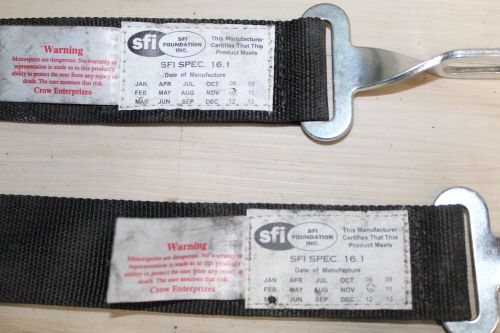 Warning
Motorsports are dangerous. No warranty or
representation is made as to this products
ability to protect the user from any injury or
death. The user assumes that risk.
Crow Enterprizes
sfi
SFI
FOUNDATION
INC.
This Manufacturer
Certifies That This
Product Meets
SFI SPEC. 16.1
Date of Manufacture
JAN APR JUL OCT 08 09
FEB MAY AUG NOV 11
MAR JUN SEP DEC 12 13
Warning
Motorsports are dangerous. No warranty or
representation is made as to this products
ability to protect the user from any injury or
death. The user assumes that risk.
Crow Enterprizes
sfi
SFI
FOUNDATION
INC.
This Manufacturer
Certifies That This
Product Meets
SFI SPEC. 16.1
Date of Manufacture
JAN APR JUL OCT 08 09
FEB MAY AUG NOV 11
JUN SEP DEC 12 13